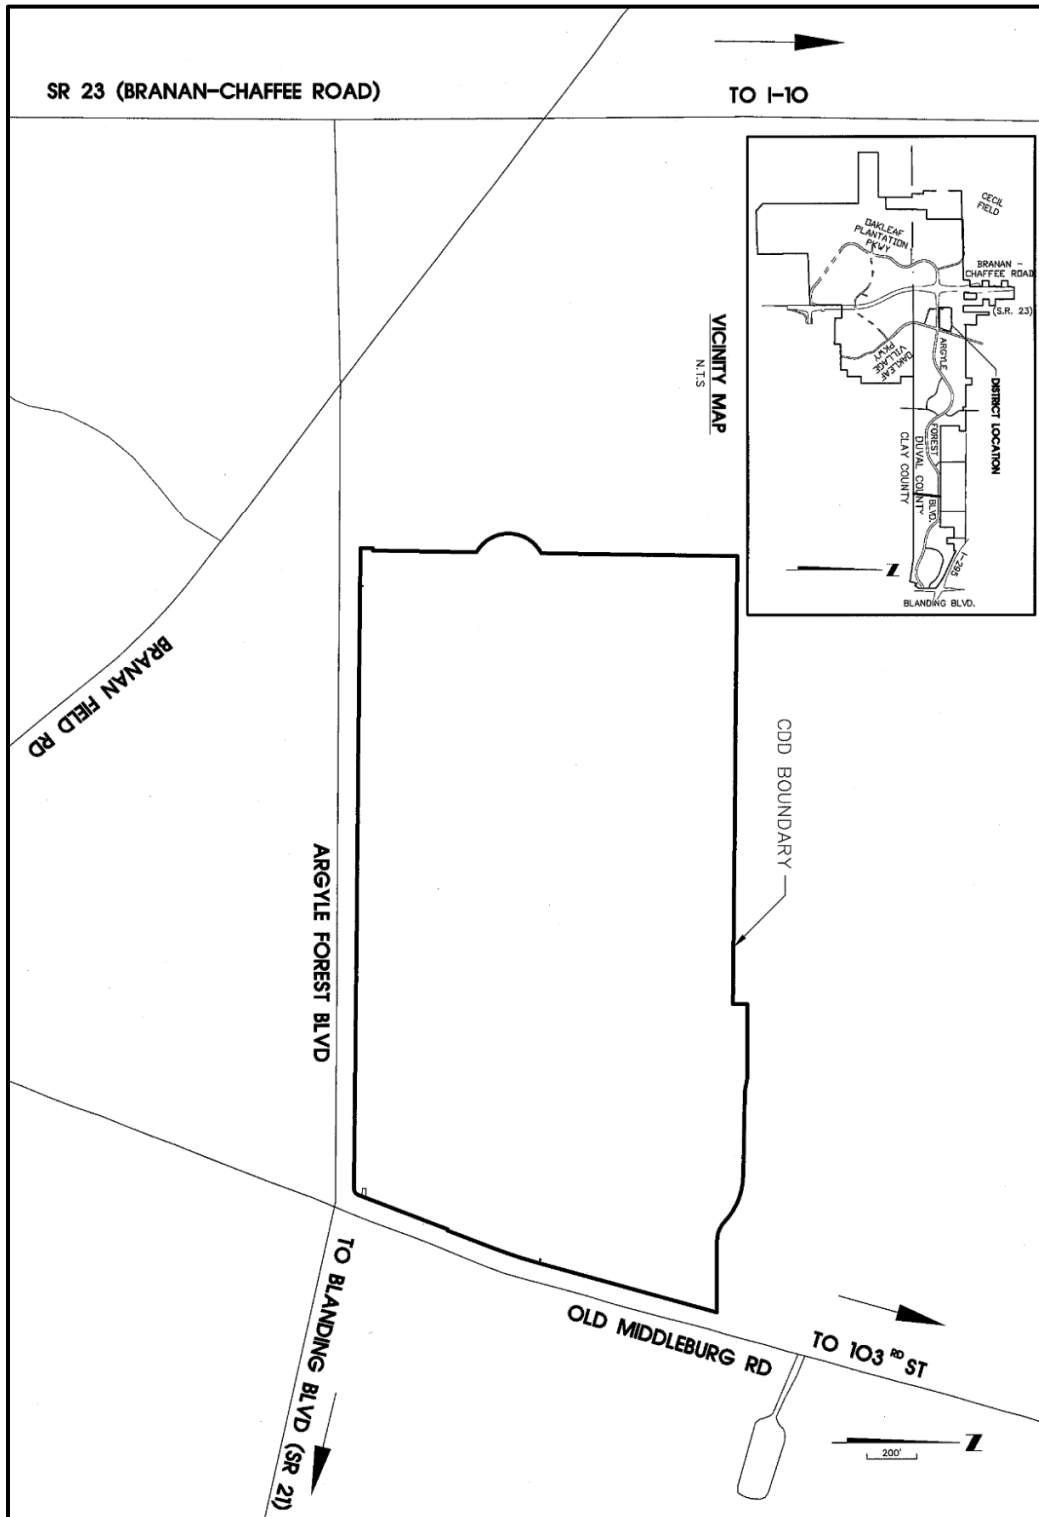 SR 23 (BRANAN-CHAFFEE ROAD)
TO I-10
CECIL
FIELD
OAKLEAF
PLANTATION
PKWY
BRANAN -
CHAFFEE ROAD
(S.R. 23)
OAKLEAF
VILLAGE
PKWY
ARGYLE
FOREST
BLVD.
DISTRICT LOCATION
DUVAL COUNTY
CLAY COUNTY
I-295
BLANDING BLVD.
N
VICINITY MAP
N.T.S
BRANAN FIELD RD
CDD BOUNDARY
ARGYLE FOREST BLVD
TO BLANDING BLVD (SR 21)
OLD MIDDLEBURG RD
TO 103 RD ST
N
200'